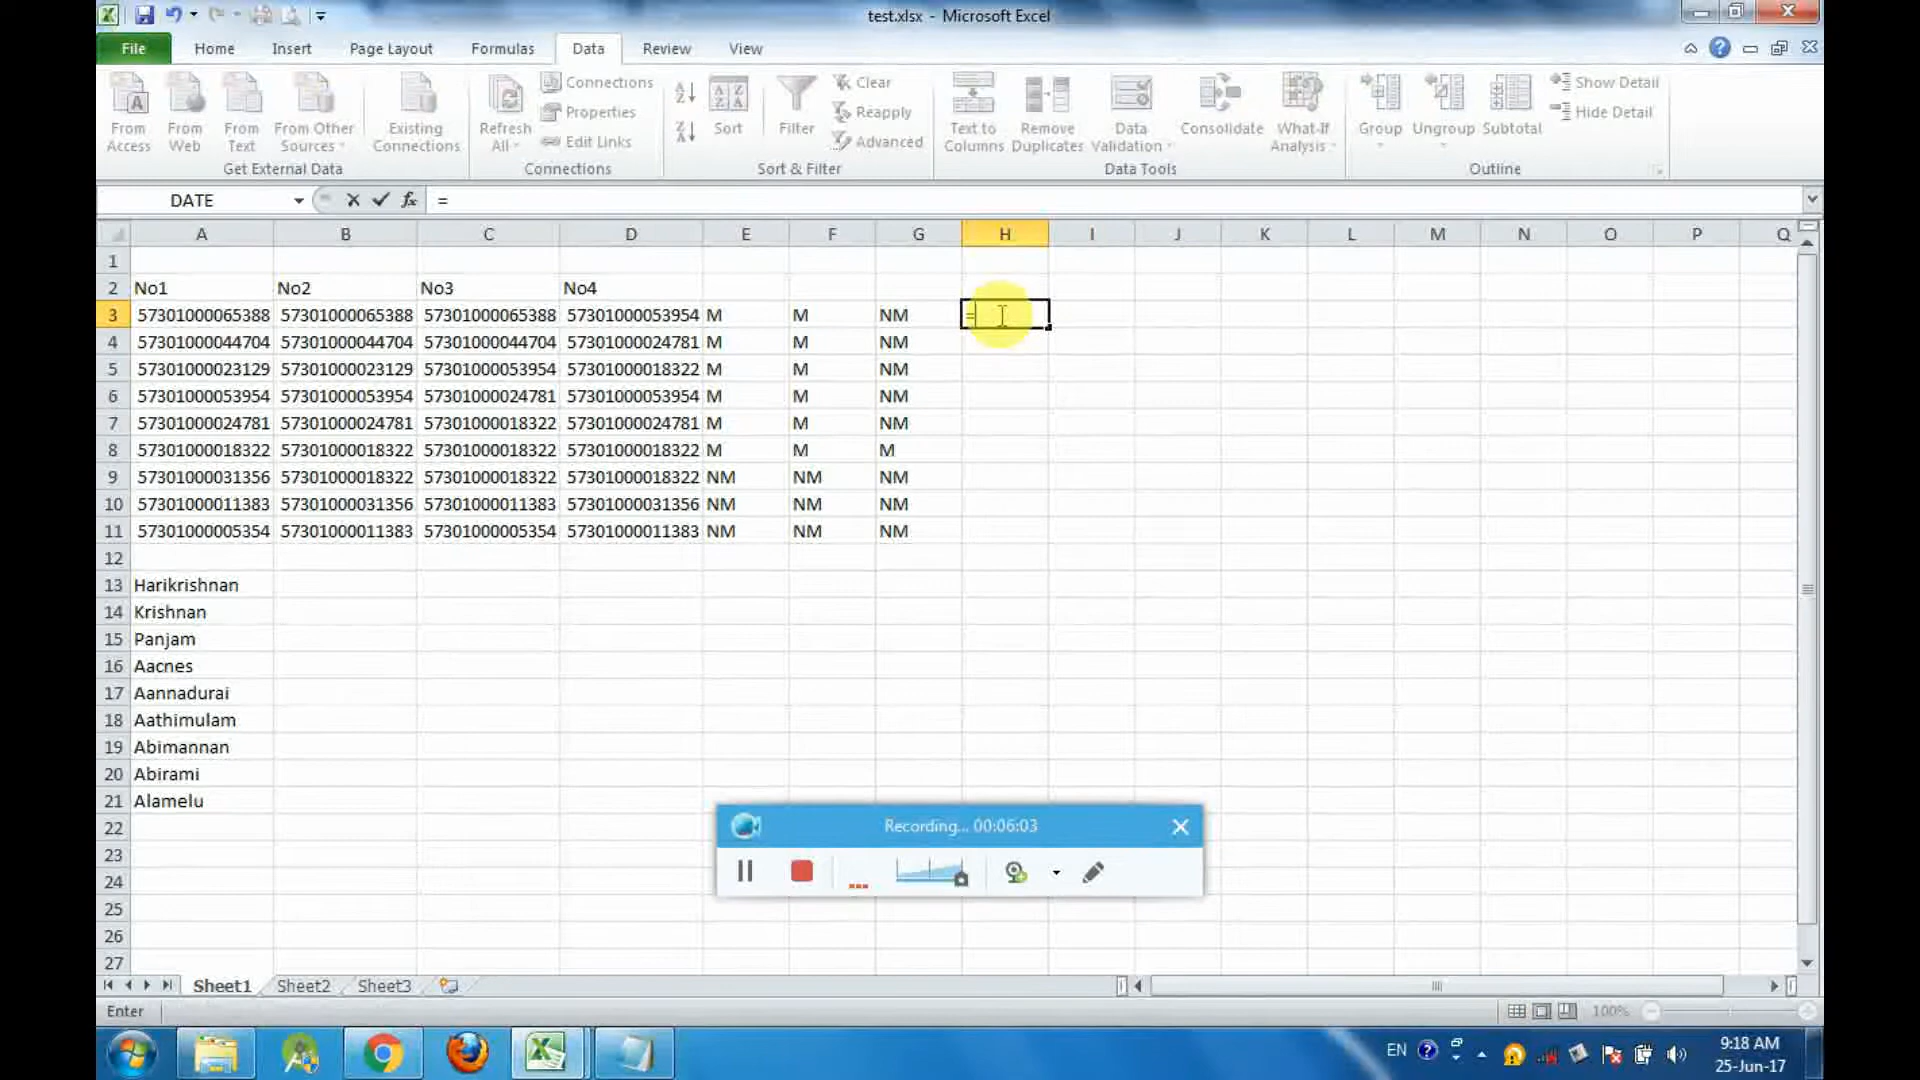 test.xlsx - Microsoft Excel
File Home Insert Page Layout Formulas Data Review View
From Access From Web From Text From Other Sources Existing Connections Refresh All Connections Properties Edit Links Sort Filter Clear Reapply Advanced Text to Columns Remove Duplicates Data Validation Consolidate What-If Analysis Group Ungroup Subtotal Show Detail Hide Detail
Get External Data Connections Sort & Filter Data Tools Outline
DATE fx =
A B C D E F G H I J K L M N O P Q
1
2 No1 No2 No3 No4
3 57301000065388 57301000065388 57301000065388 57301000053954 M M NM =
4 57301000044704 57301000044704 57301000044704 57301000024781 M M NM
5 57301000023129 57301000023129 57301000053954 57301000018322 M M NM
6 57301000053954 57301000053954 57301000024781 57301000053954 M M NM
7 57301000024781 57301000024781 57301000018322 57301000024781 M M NM
8 57301000018322 57301000018322 57301000018322 57301000018322 M M M
9 57301000031356 57301000018322 57301000018322 57301000018322 NM NM NM
10 57301000011383 57301000031356 57301000011383 57301000031356 NM NM NM
11 57301000005354 57301000011383 57301000005354 57301000011383 NM NM NM
12
13 Harikrishnan
14 Krishnan
15 Panjam
16 Aacnes
17 Aannadurai
18 Aathimulam
19 Abimannan
20 Abirami
21 Alamelu
22
23
24
25
26
27
Recording... 00:06:03
Sheet1 Sheet2 Sheet3
Enter 100%
EN 9:18 AM
25-Jun-17